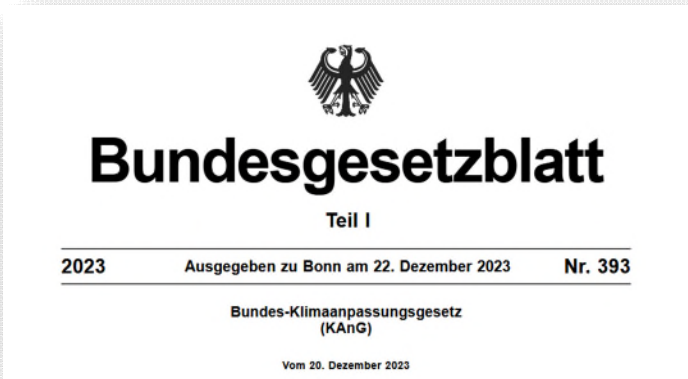 Bundesgesetzblatt
Teil I
2023 Ausgegeben zu Bonn am 22. Dezember 2023 Nr. 393
Bundes-Klimaanpassungsgesetz
(KAnG)
Vom 20. Dezember 2023